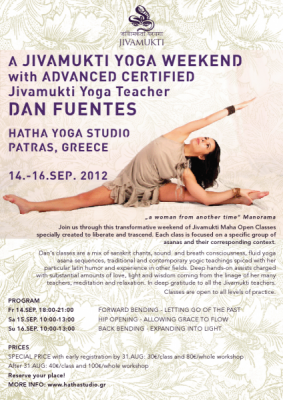 JIVAMUKTI
A JIVAMUKTI YOGA WEEKEND
with ADVANCED CERTIFIED
Jivamukti Yoga Teacher
DAN FUENTES
HATHA YOGA STUDIO
PATRAS, GREECE
14.-16.SEP. 2012
„a woman from another time" Manorama
Join us through this transformative weekend of Jivamukti Maha Open Classes
specially created to liberate and trascend. Each class is focused on a specific group of
asanas and their corresponding context.
Dan's classes are a mix of sanskrit chants, sound, and breath consciousness, fluid yoga
asana sequences, traditional and contemporary yogic teachings spiced with her
particular latin humor and experience in other fields. Deep hands-on assists charged
with substantial amounts of love, light and wisdom coming from the linage of her many
teachers, meditation and relaxation. In deep gratitude to all the Jivamukti teachers.
Classes are open to all levels of practice.
PROGRAM
Fr 14.SEP. 18:00-21:00 FORWARD BENDING - LETTING GO OF THE PAST
Sa 15.SEP. 10:00-13:00 HIP OPENING - ALLOWING GRACE TO FLOW
Su 16.SEP. 10:00-13:00 BACK BENDING - EXPANDING INTO LIGHT
PRICES
SPECIAL PRICE with early registration by 31.AUG: 30€/class and 80€/whole workshop
After 31.AUG: 40€/class and 100€/whole workshop
Reserve your place!
MORE INFO: www.hathastudio.gr